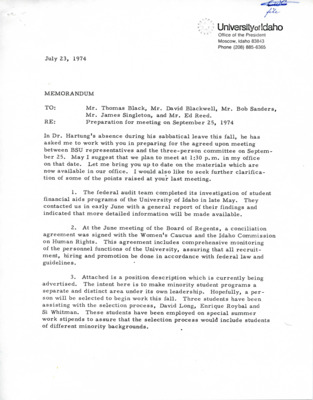 file
University of Idaho
Office of the President
Moscow, Idaho 83843
Phone (208) 885-6365
July 23, 1974
MEMORANDUM
TO: Mr. Thomas Black, Mr. David Blackwell, Mr. Bob Sanders,
Mr. James Singleton, and Mr. Ed Reed.
RE: Preparation for meeting on September 25, 1974
In Dr. Hartung's absence during his sabbatical leave this fall, he has
asked me to work with you in preparing for the agreed upon meeting
between BSU representatives and the three-person committee on Septem-
ber 25. May I suggest that we plan to meet at 1:30 p.m. in my office
on that date. Let me bring you up to date on the materials which are
now available in our office. I would also like to seek further clarifica-
tion of some of the points raised at your last meeting.
1. The federal audit team completed its investigation of student
financial aids programs of the University of Idaho in late May. They
contacted us in early June with a general report of their findings and
indicated that more detailed information will be made available.
2. At the June meeting of the Board of Regents, a conciliation
agreement was signed with the Women's Caucus and the Idaho Commission
on Human Rights. This agreement includes comprehensive monitoring
of the personnel functions of the University, assuring that all recruit-
ment, hiring and promotion be done in accordance with federal law and
guidelines.
3. Attached is a position description which is currently being
advertised. The intent here is to make minority student programs a
separate and distinct area under its own leadership. Hopefully, a per-
son will be selected to begin work this fall. Three students have been
assisting with the selection process, David Long, Enrique Roybal and
Si Whitman. These students have been employed on special summer
work stipends to assure that the selection process would include students
of different minority backgrounds.